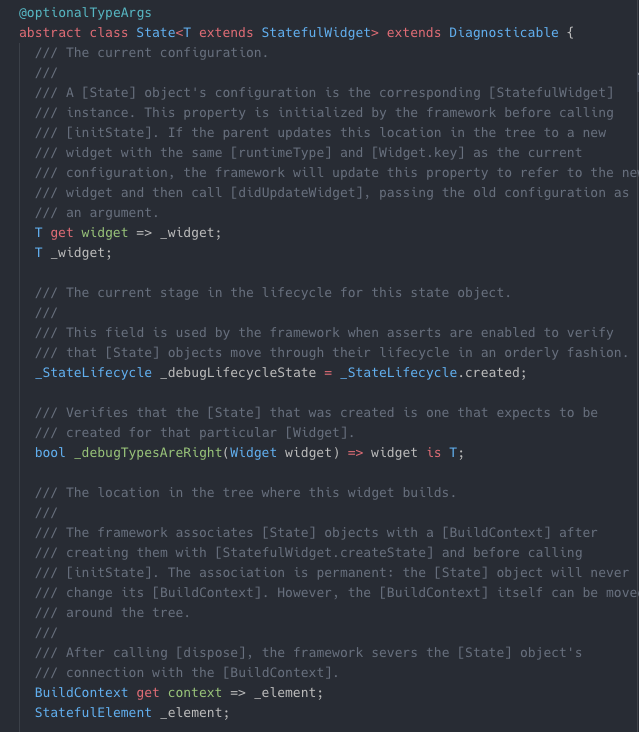 @optionalTypeArgs
abstract class State<T extends StatefulWidget> extends Diagnosticable {
/// The current configuration.
///
/// A [State] object's configuration is the corresponding [StatefulWidget]
/// instance. This property is initialized by the framework before calling
/// [initState]. If the parent updates this location in the tree to a new
/// widget with the same [runtimeType] and [Widget.key] as the current
/// configuration, the framework will update this property to refer to the ne
/// widget and then call [didUpdateWidget], passing the old configuration as
/// an argument.
T get widget => _widget;
T _widget;
/// The current stage in the lifecycle for this state object.
///
/// This field is used by the framework when asserts are enabled to verify
/// that [State] objects move through their lifecycle in an orderly fashion.
_StateLifecycle _debugLifecycleState = _StateLifecycle.created;
/// Verifies that the [State] that was created is one that expects to be
/// created for that particular [Widget].
bool _debugTypesAreRight(Widget widget) => widget is T;
/// The location in the tree where this widget builds.
///
/// The framework associates [State] objects with a [BuildContext] after
/// creating them with [StatefulWidget.createState] and before calling
/// [initState]. The association is permanent: the [State] object will never
/// change its [BuildContext]. However, the [BuildContext] itself can be move
/// around the tree.
///
/// After calling [dispose], the framework severs the [State] object's
/// connection with the [BuildContext].
BuildContext get context => _element;
StatefulElement _element;